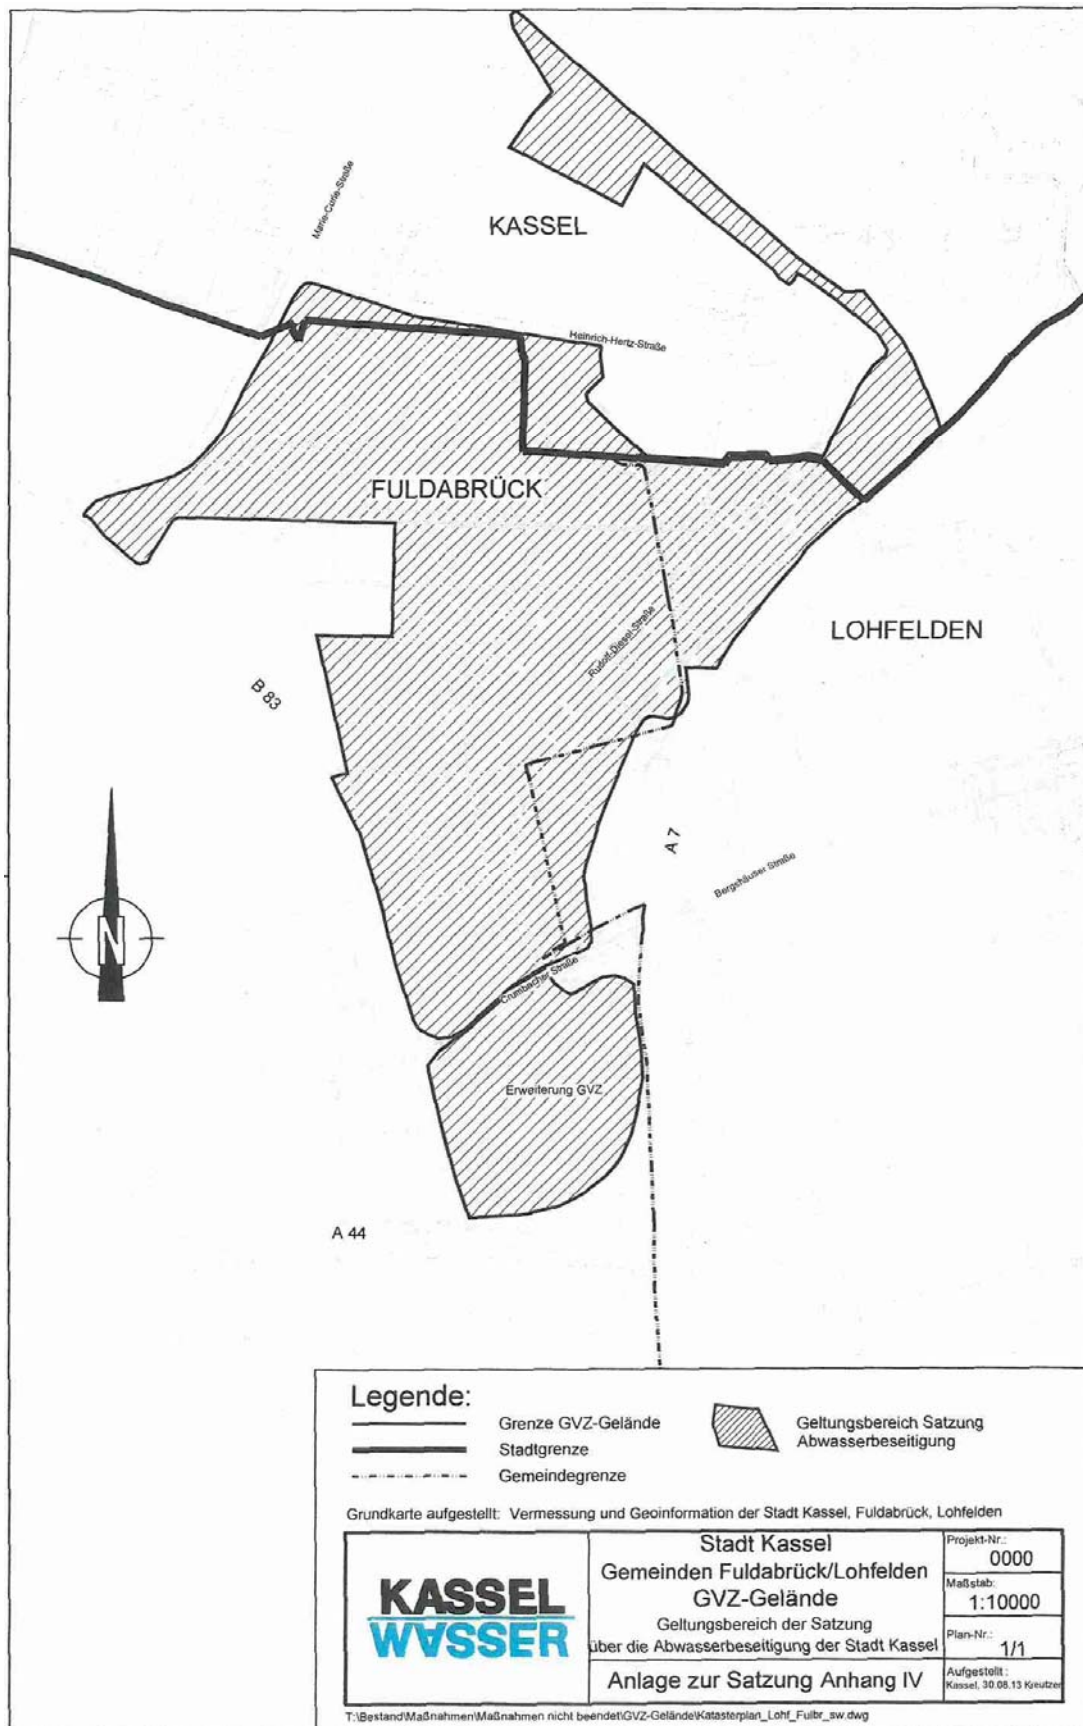 Marie-Curie-Straße
KASSEL
Heinrich-Hertz-Straße
FULDABRÜCK
Rudolf-Diesel-Straße
LOHFELDEN
B 83
A 7
Bergshäuser Straße
N
Crumbacher Straße
Erweiterung GVZ
A 44
Legende:
Grenze GVZ-Gelände
Stadtgrenze
Gemeindegrenze
Geltungsbereich Satzung
Abwasserbeseitigung
Grundkarte aufgestellt: Vermessung und Geoinformation der Stadt Kassel, Fuldabrück, Lohfelden
KASSEL
WASSER
Stadt Kassel
Gemeinden Fuldabrück/Lohfelden
GVZ-Gelände
Geltungsbereich der Satzung
über die Abwasserbeseitigung der Stadt Kassel
Anlage zur Satzung Anhang IV
Projekt-Nr.:
0000
Maßstab:
1:10000
Plan-Nr.:
1/1
Aufgestellt:
Kassel, 30.08.13 Kreutzer
T:\Bestand\Maßnahmen\Maßnahmen nicht beendet\GVZ-Gelände\Katasterplan_Lohf_Fulbr_sw.dwg